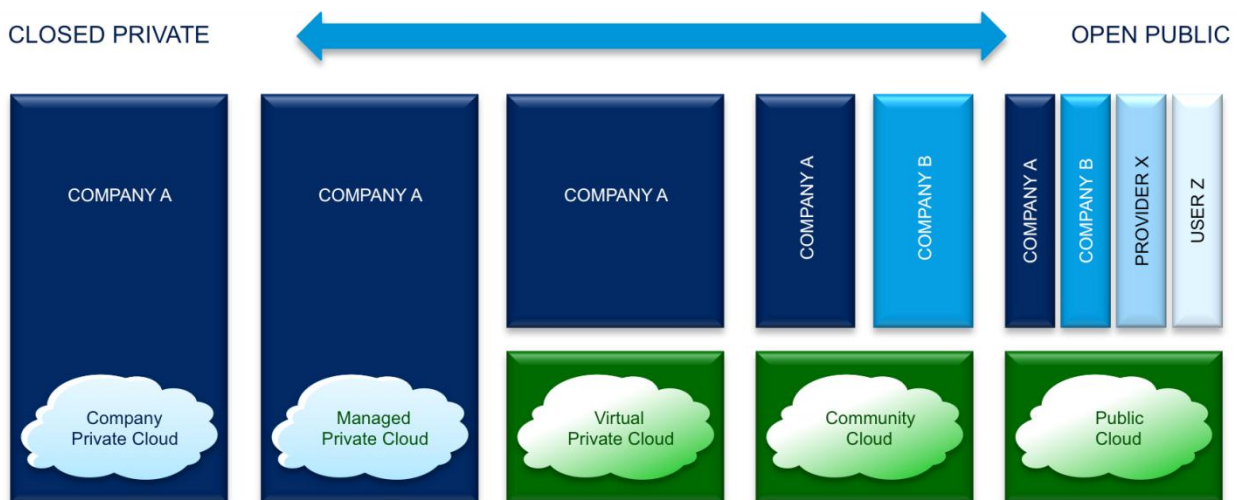 CLOSED PRIVATE
OPEN PUBLIC
COMPANY A
COMPANY A
COMPANY A
COMPANY A
COMPANY B
COMPANY A
COMPANY B
PROVIDER X
USER Z
Company
Private Cloud
Managed
Private Cloud
Virtual
Private Cloud
Community
Cloud
Public
Cloud